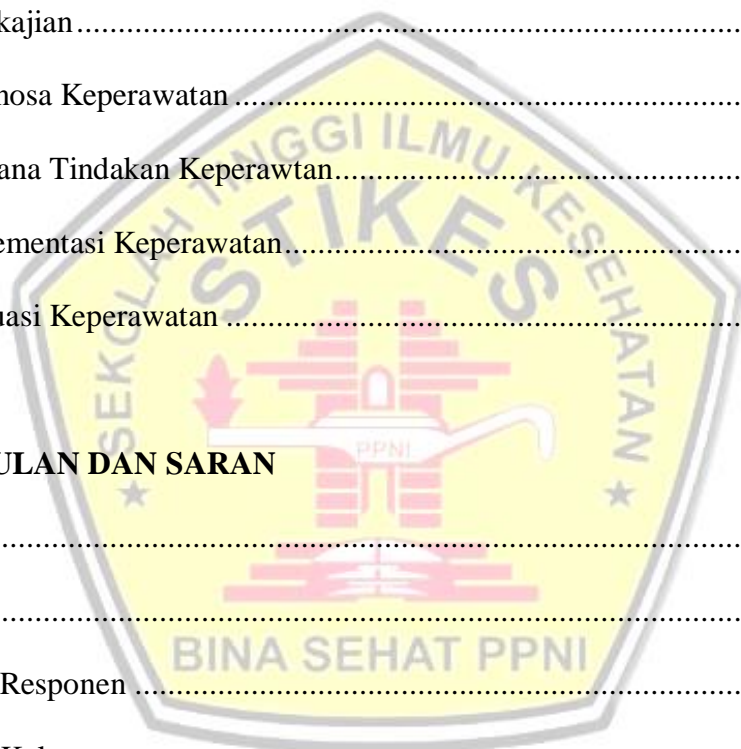 kajian........................................................................
nosa Keperawatan.......................................................
ana Tindakan Keperawtan...........................................
ementasi Keperawatan.................................................
uasi Keperawatan........................................................
ULAN DAN SARAN
................................................................................
................................................................................
Responen....................................................................
SEKOLAH TINGGI ILMU KESEHATAN
STIKES
PPNI
BINA SEHAT PPNI